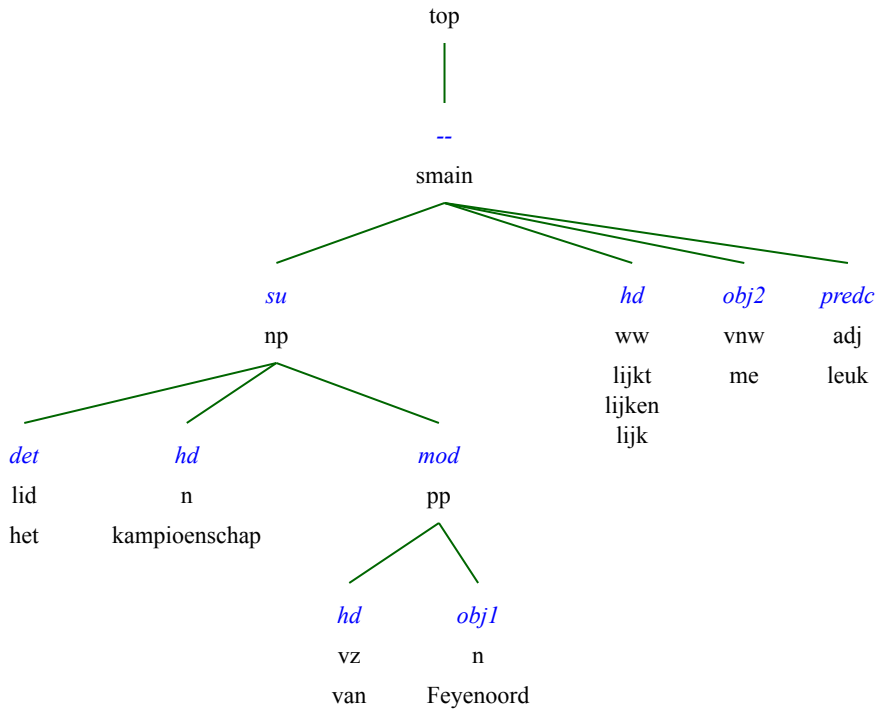 top
--
smain
su hd obj2 predc
np ww vnw adj
lijkt me leuk
lijken
lijk
det hd mod
lid n pp
het kampioenschap
hd obj1
vz n
van Feyenoord